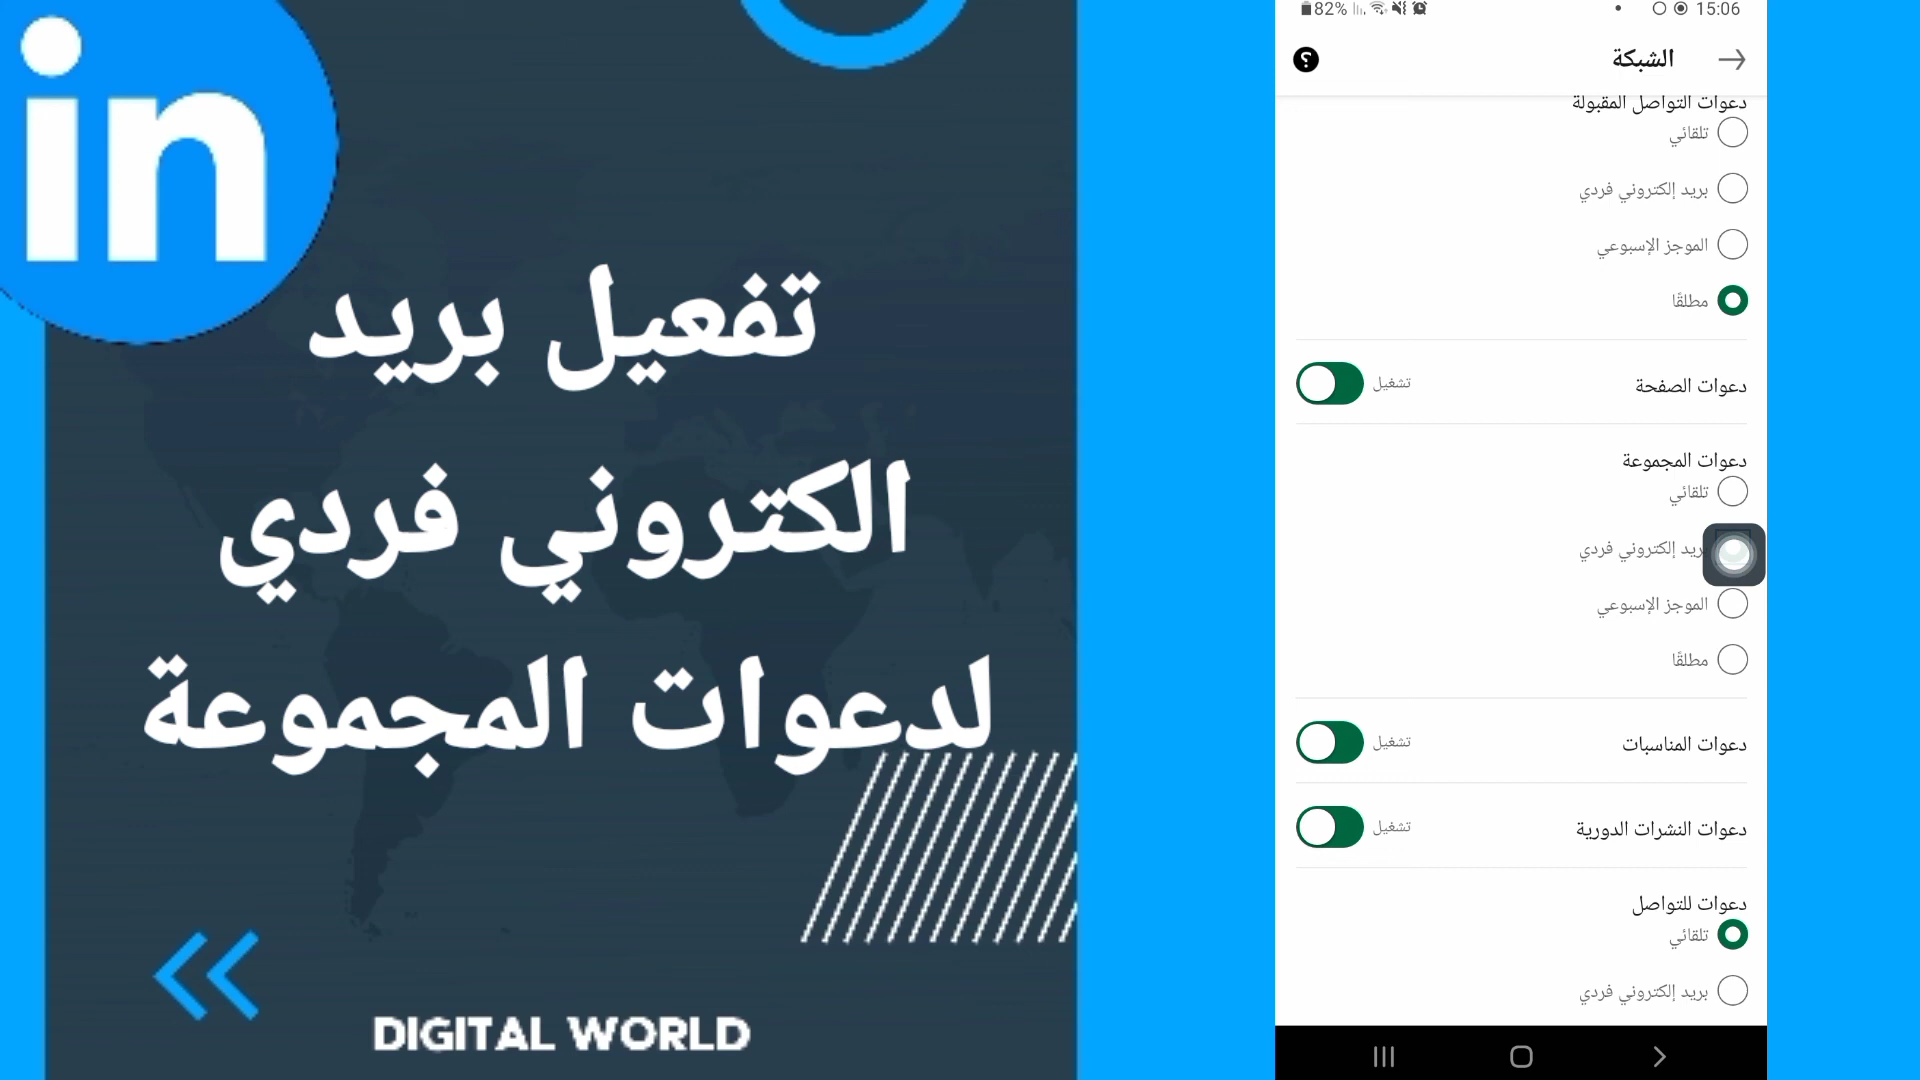 in
تفعيل بريد
الكتروني فردي
لدعوات المجموعة
DIGITAL WORLD
82%
15:06
الشبكة
دعوات التواصل المقبولة
تلقائي
بريد إلكتروني فردي
الموجز الإسبوعي
مطلقًا
دعوات الصفحة
تشغيل
دعوات المجموعة
تلقائي
بريد إلكتروني فردي
الموجز الإسبوعي
مطلقًا
دعوات المناسبات
تشغيل
دعوات النشرات الدورية
تشغيل
دعوات للتواصل
تلقائي
بريد إلكتروني فردي